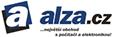 alza.cz
...největší obchod
s počítači a elektronikou!